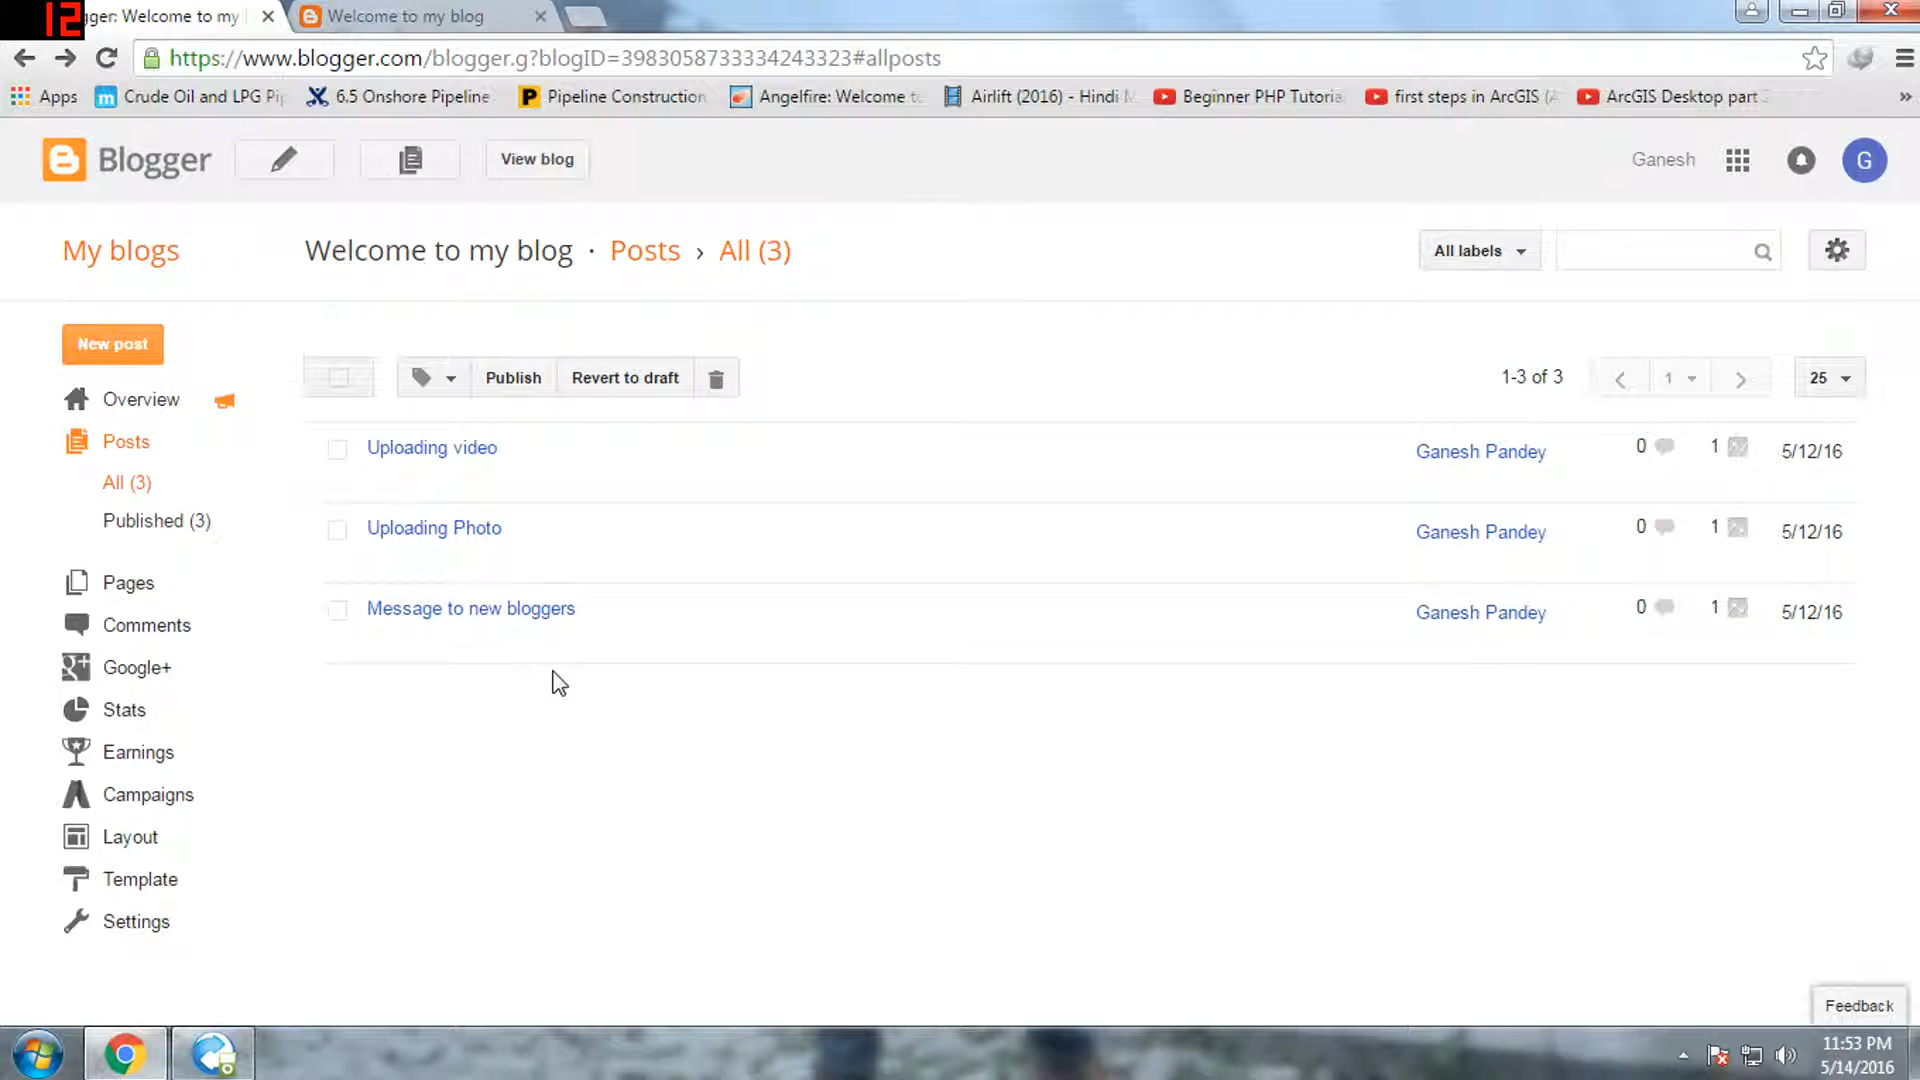 12
gger: Welcome to my
Welcome to my blog
https://www.blogger.com/blogger.g?blogID=3983058733334243323#allposts
Apps
Crude Oil and LPG Pi
6.5 Onshore Pipeline
Pipeline Construction
Angelfire: Welcome to
Airlift (2016) - Hindi M
Beginner PHP Tutoria
first steps in ArcGIS (A
ArcGIS Desktop part 2
Blogger
View blog
Ganesh
G
My blogs
Welcome to my blog · Posts › All (3)
All labels
New post
Publish
Revert to draft
1-3 of 3
1
25
Overview
Posts
All (3)
Published (3)
Pages
Comments
Google+
Stats
Earnings
Campaigns
Layout
Template
Settings
Uploading video
Ganesh Pandey
0
1
5/12/16
Uploading Photo
Ganesh Pandey
0
1
5/12/16
Message to new bloggers
Ganesh Pandey
0
1
5/12/16
Feedback
11:53 PM
5/14/2016